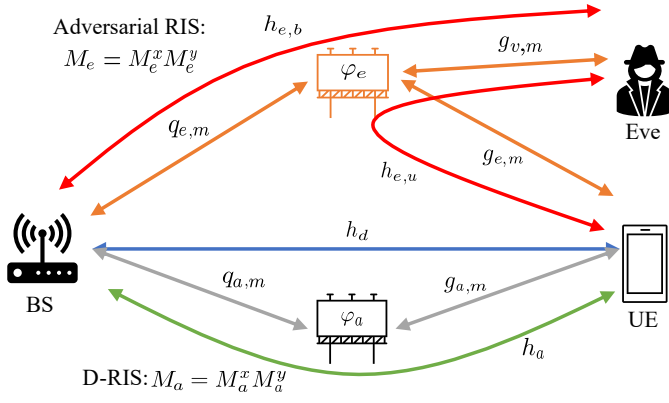 Adversarial RIS:
h_{e,b}
M_e = M_e^x M_e^y
g_{v,m}
φ_e
Eve
q_{e,m}
g_{e,m}
h_{e,u}
h_d
BS
q_{a,m}
g_{a,m}
φ_a
UE
h_a
D-RIS: M_a = M_a^x M_a^y